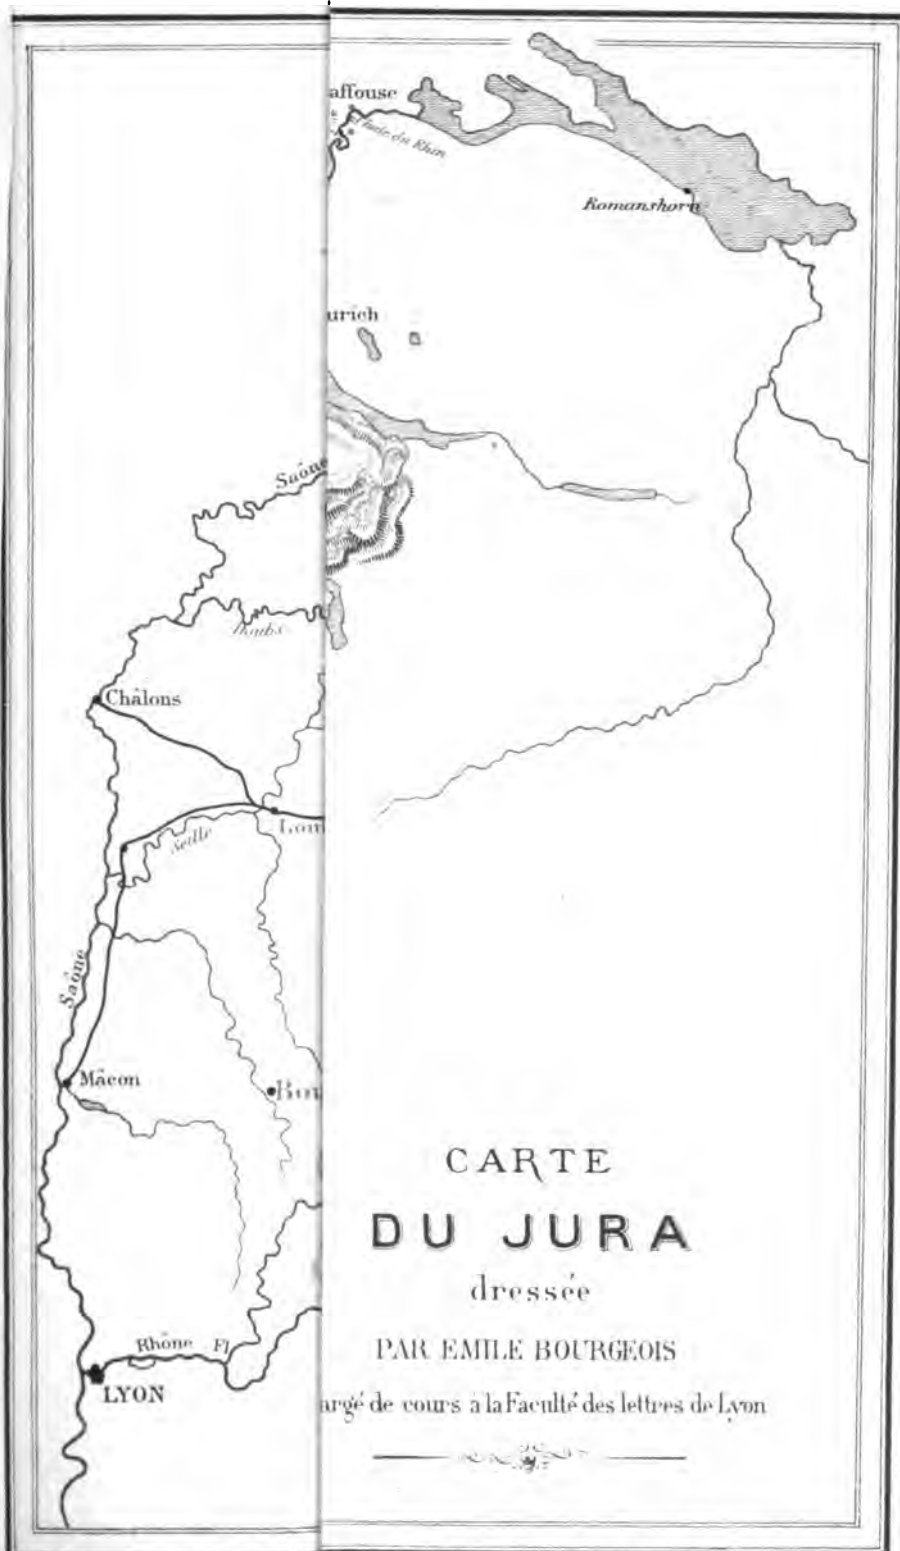 affouse
Chute du Rhin
Romanshorn
urich
Saône
Doubs
Châlons
Lon
Seille
Saône
Mâcon
Bou
CARTE
DU JURA
dressée
PAR EMILE BOURGEOIS
argé de cours à la Faculté des lettres de Lyon
Rhône Fl
LYON